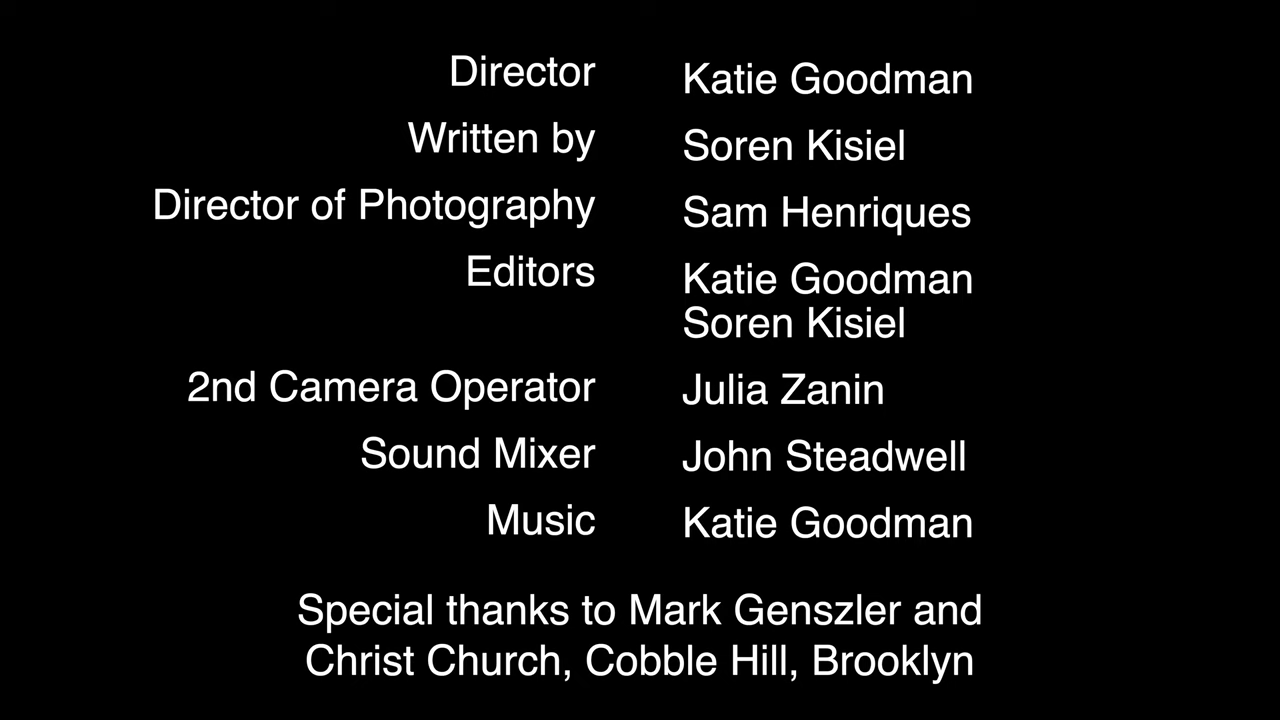 Director Katie Goodman
Written by Soren Kisiel
Director of Photography Sam Henriques
Editors Katie Goodman
Soren Kisiel
2nd Camera Operator Julia Zanin
Sound Mixer John Steadwell
Music Katie Goodman
Special thanks to Mark Genszler and
Christ Church, Cobble Hill, Brooklyn